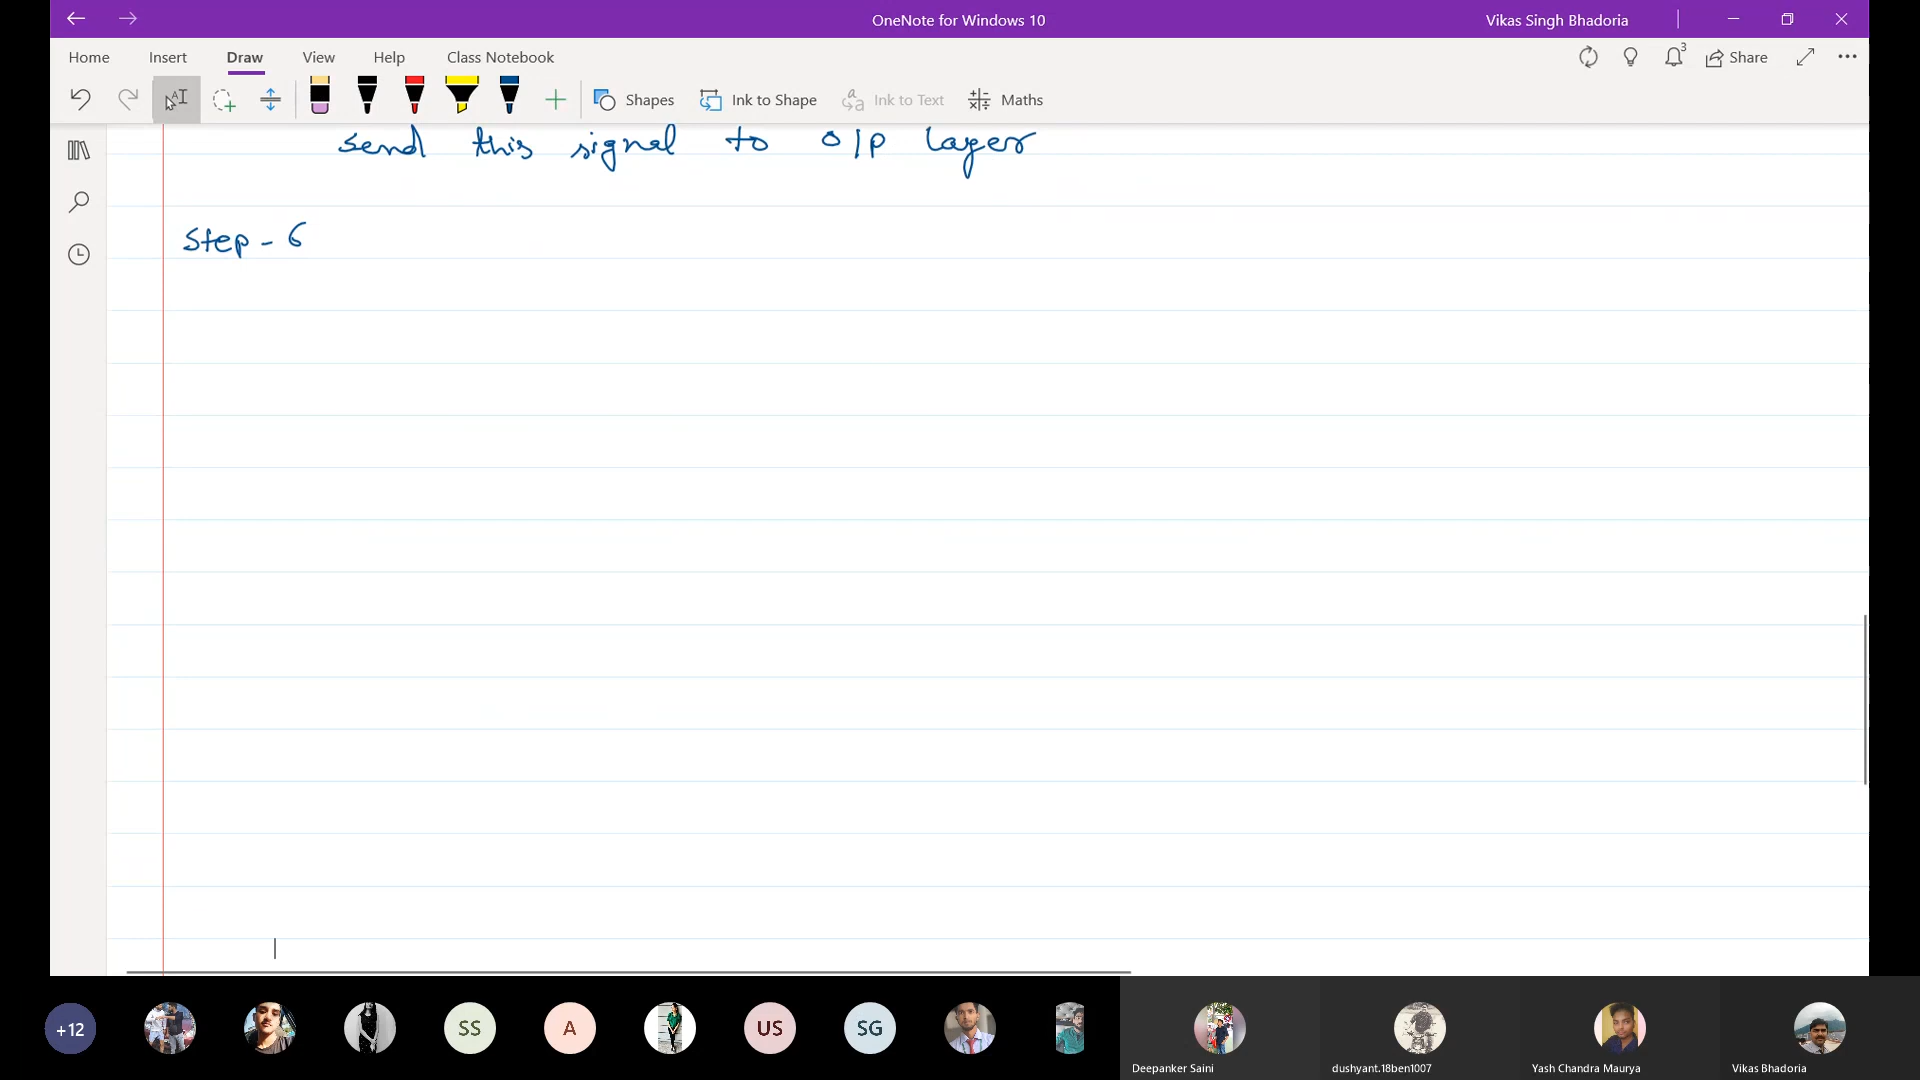 OneNote for Windows 10
Vikas Singh Bhadoria
Home Insert Draw View Help Class Notebook
3
Share
Shapes
Ink to Shape
Ink to Text
Maths
send this signal to O/P layer
Step - 6
+12
SS
A
US
SG
Deepanker Saini
dushyant.18ben1007
Yash Chandra Maurya
Vikas Bhadoria